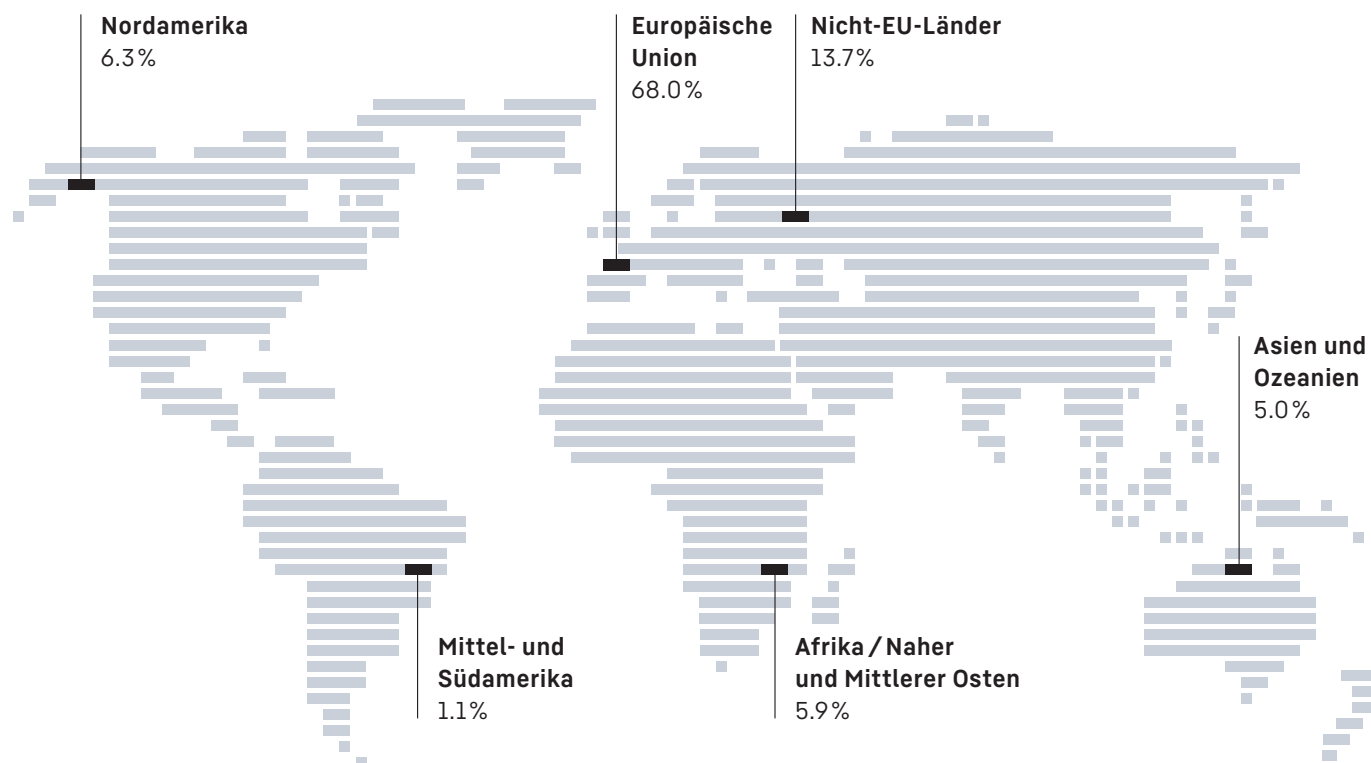 Nordamerika
6.3%
Europäische
Union
68.0%
Nicht-EU-Länder
13.7%
Asien und
Ozeanien
5.0%
Mittel- und
Südamerika
1.1%
Afrika / Naher
und Mittlerer Osten
5.9%